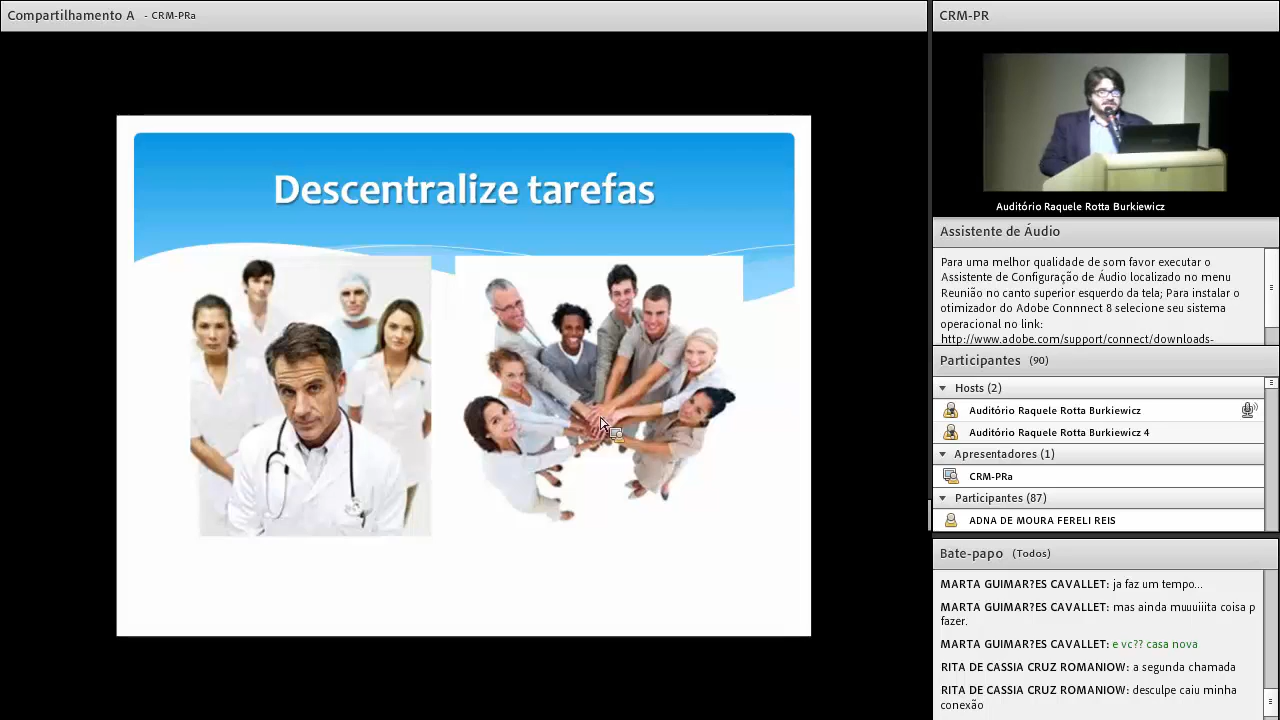 Compartilhamento A - CRM-PRa
Descentralize tarefas
CRM-PR
Auditório Raquele Rotta Burkiewicz
Assistente de Áudio
Para uma melhor qualidade de som favor executar o
Assistente de Configuração de Áudio localizado no menu
Reunião no canto superior esquerdo da tela; Para instalar o
otimizador do Adobe Connnect 8 selecione seu sistema
operacional no link:
http://www.adobe.com/support/connect/downloads-
Participantes (90)
Hosts (2)
Auditório Raquele Rotta Burkiewicz
Auditório Raquele Rotta Burkiewicz 4
Apresentadores (1)
CRM-PRa
Participantes (87)
ADNA DE MOURA FERELI REIS
Bate-papo (Todos)
MARTA GUIMAR?ES CAVALLET: ja faz um tempo...
MARTA GUIMAR?ES CAVALLET: mas ainda muuuiiita coisa p
fazer.
MARTA GUIMAR?ES CAVALLET: e vc?? casa nova
RITA DE CASSIA CRUZ ROMANIOW: a segunda chamada
RITA DE CASSIA CRUZ ROMANIOW: desculpe caiu minha
conexão